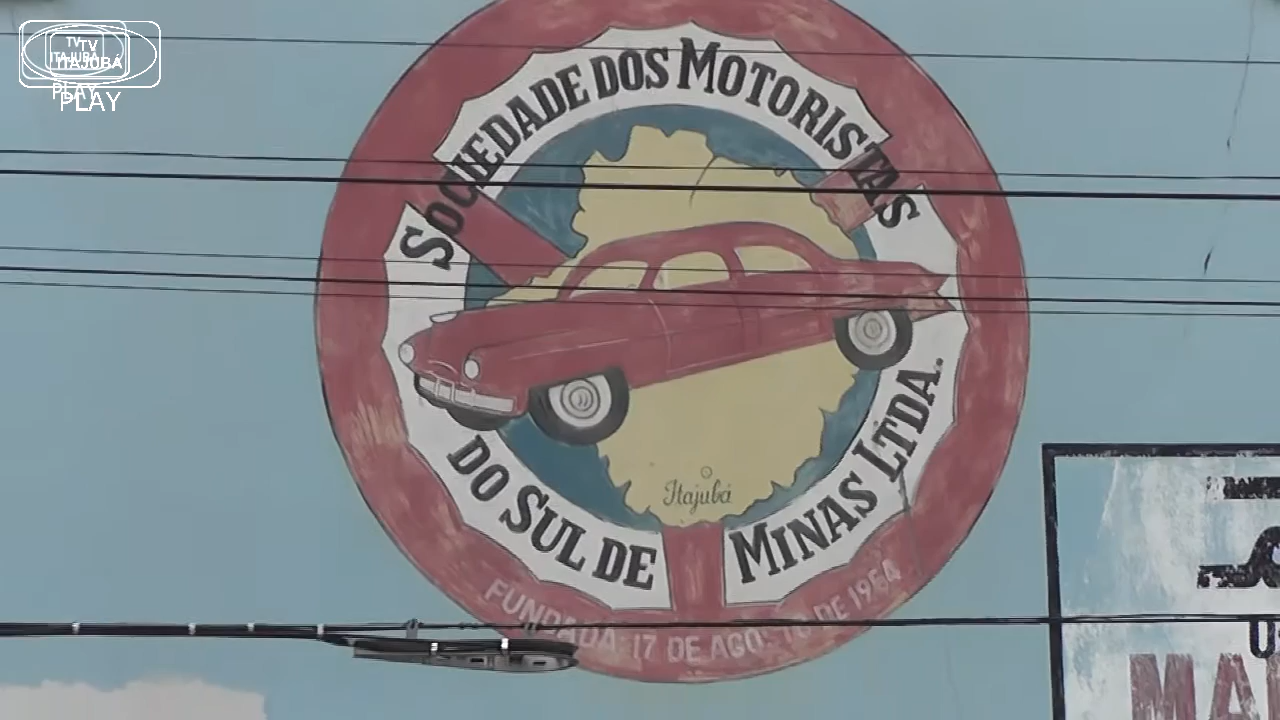 TV
ITAJUBÁ
PLAY
SOCIEDADE DOS MOTORISTAS
DO SUL DE MINAS LTDA.
Itajubá
FUNDADA 17 DE AGOSTO DE 1954